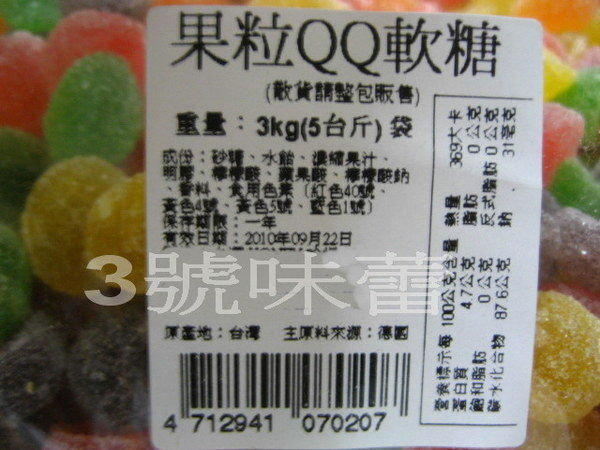 果粒QQ軟糖
(散貨請整包販售)
重量：3kg(5台斤) 袋
成份：砂糖、水飴、濃縮果汁、
明膠、檸檬酸、蘋果酸、檸檬酸鈉
、香料、食用色素（紅色40號、
黃色4號、黃色5號、藍色1號）
保存期限：一年
有效日期：2010年09月22日
3號味蕾
原產地：台灣 主原料來源：德國
4 712941 070207
營養標示每 100公克含量
熱量 369大卡
蛋白質 4.7公克
脂肪 0公克
飽和脂肪 0公克
反式脂肪 0公克
碳水化合物 87.6公克
鈉 31毫克